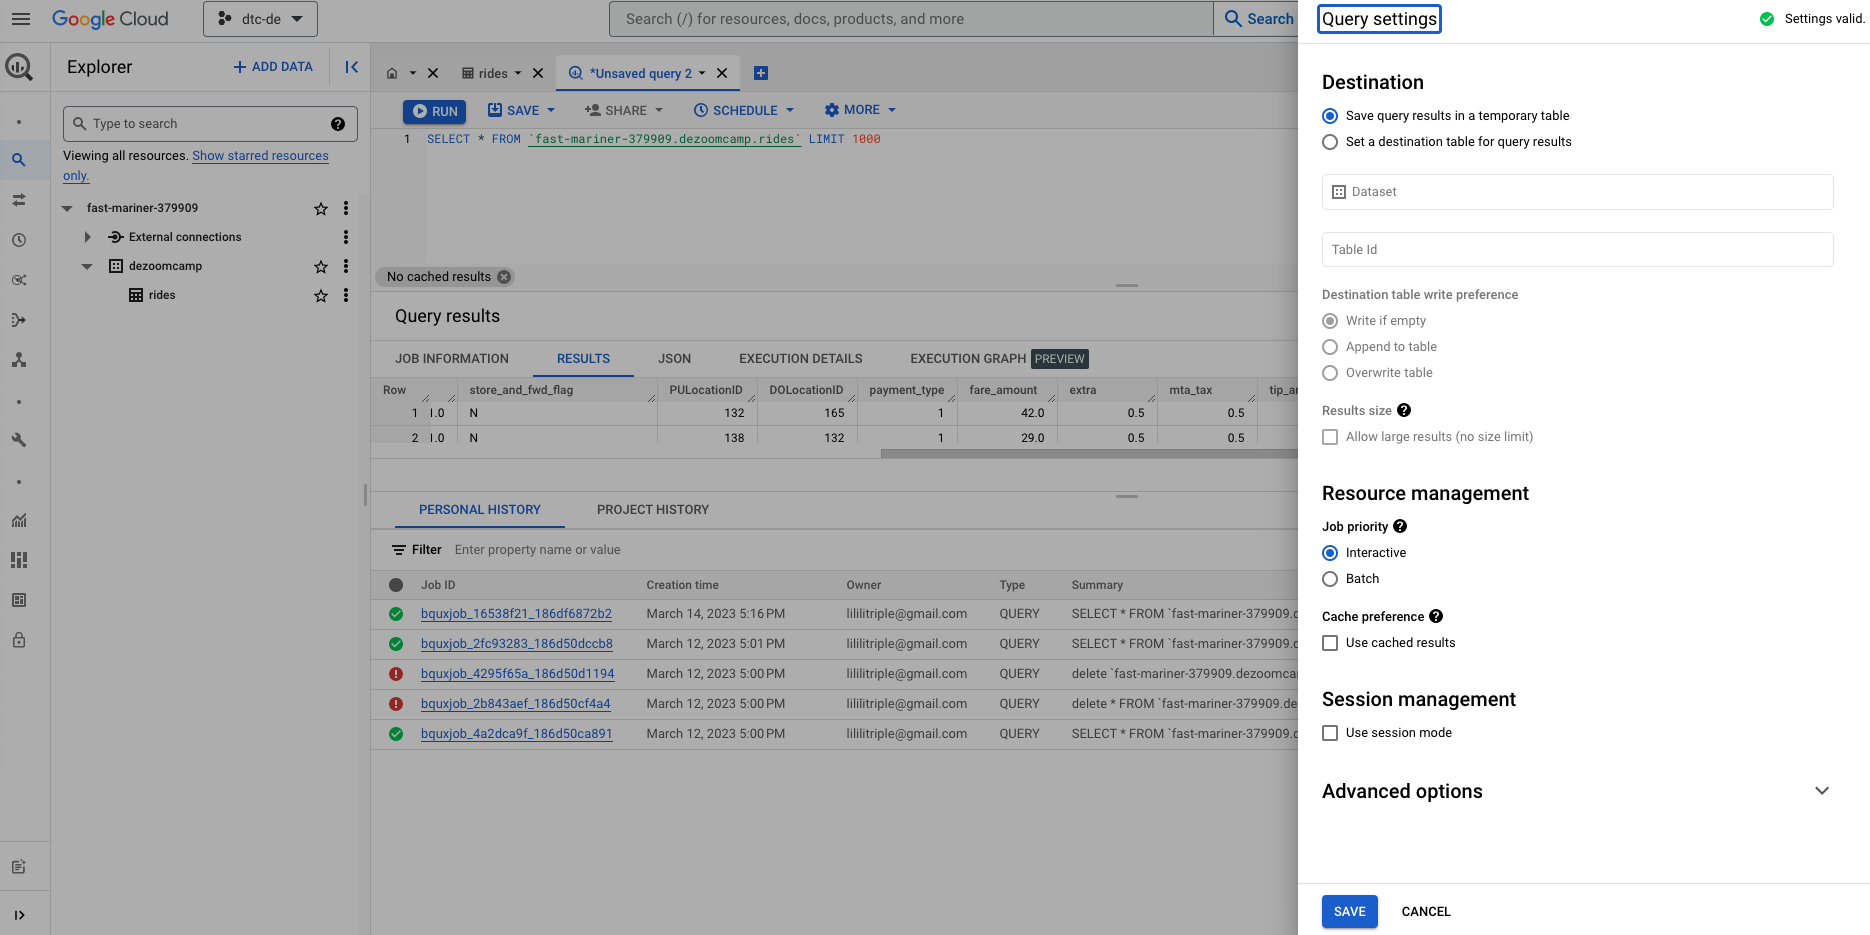 Google Cloud
dtc-de
Search (/) for resources, docs, products, and more
Search
Explorer
ADD DATA
Type to search
Viewing all resources. Show starred resources
only.
fast-mariner-379909
External connections
dezoomcamp
rides
rides
*Unsaved query 2
RUN
SAVE
SHARE
SCHEDULE
MORE
1 SELECT * FROM `fast-mariner-379909.dezoomcamp.rides` LIMIT 1000
No cached results
Query results
JOB INFORMATION RESULTS JSON EXECUTION DETAILS EXECUTION GRAPH PREVIEW
Row store_and_fwd_flag PULocationID DOLocationID payment_type fare_amount extra mta_tax tip_ar
1 1.0 N 132 165 1 42.0 0.5 0.5
2 1.0 N 138 132 1 29.0 0.5 0.5
PERSONAL HISTORY PROJECT HISTORY
Filter Enter property name or value
Job ID Creation time Owner Type Summary
bquxjob_16538f21_186df6872b2 March 14, 2023 5:16 PM lililitriple@gmail.com QUERY SELECT * FROM `fast-mariner-379909.d
bquxjob_2fc93283_186d50dccb8 March 12, 2023 5:01 PM lililitriple@gmail.com QUERY SELECT * FROM `fast-mariner-379909.d
bquxjob_4295f65a_186d50d1194 March 12, 2023 5:00 PM lililitriple@gmail.com QUERY delete `fast-mariner-379909.dezoomca
bquxjob_2b843aef_186d50cf4a4 March 12, 2023 5:00 PM lililitriple@gmail.com QUERY delete * FROM `fast-mariner-379909.de
bquxjob_4a2dca9f_186d50ca891 March 12, 2023 5:00 PM lililitriple@gmail.com QUERY SELECT * FROM `fast-mariner-379909.d
Query settings
Settings valid.
Destination
Save query results in a temporary table
Set a destination table for query results
Dataset
Table Id
Destination table write preference
Write if empty
Append to table
Overwrite table
Results size
Allow large results (no size limit)
Resource management
Job priority
Interactive
Batch
Cache preference
Use cached results
Session management
Use session mode
Advanced options
SAVE
CANCEL